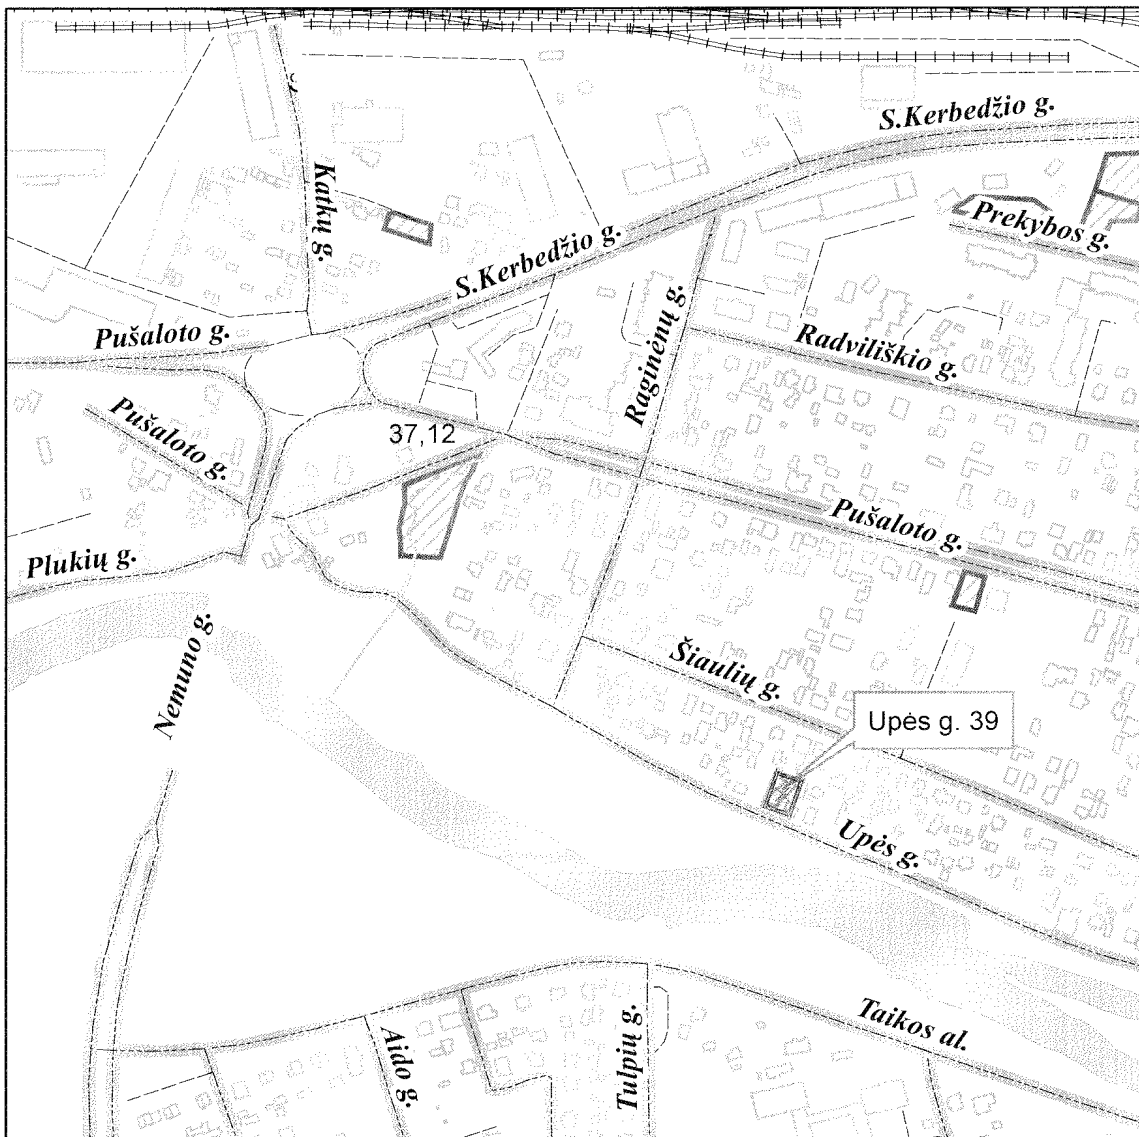 S.Kerbedžio g.
Katkų g.
Prekybos g.
S.Kerbedžio g.
Pušaloto g.
Raginėnų g.
Radviliškio g.
Pušaloto g.
37,12
Pušaloto g.
Plukių g.
Nemuno g.
Šiaulių g.
Upės g. 39
Upės g.
Taikos al.
Aido g.
Tulpių g.